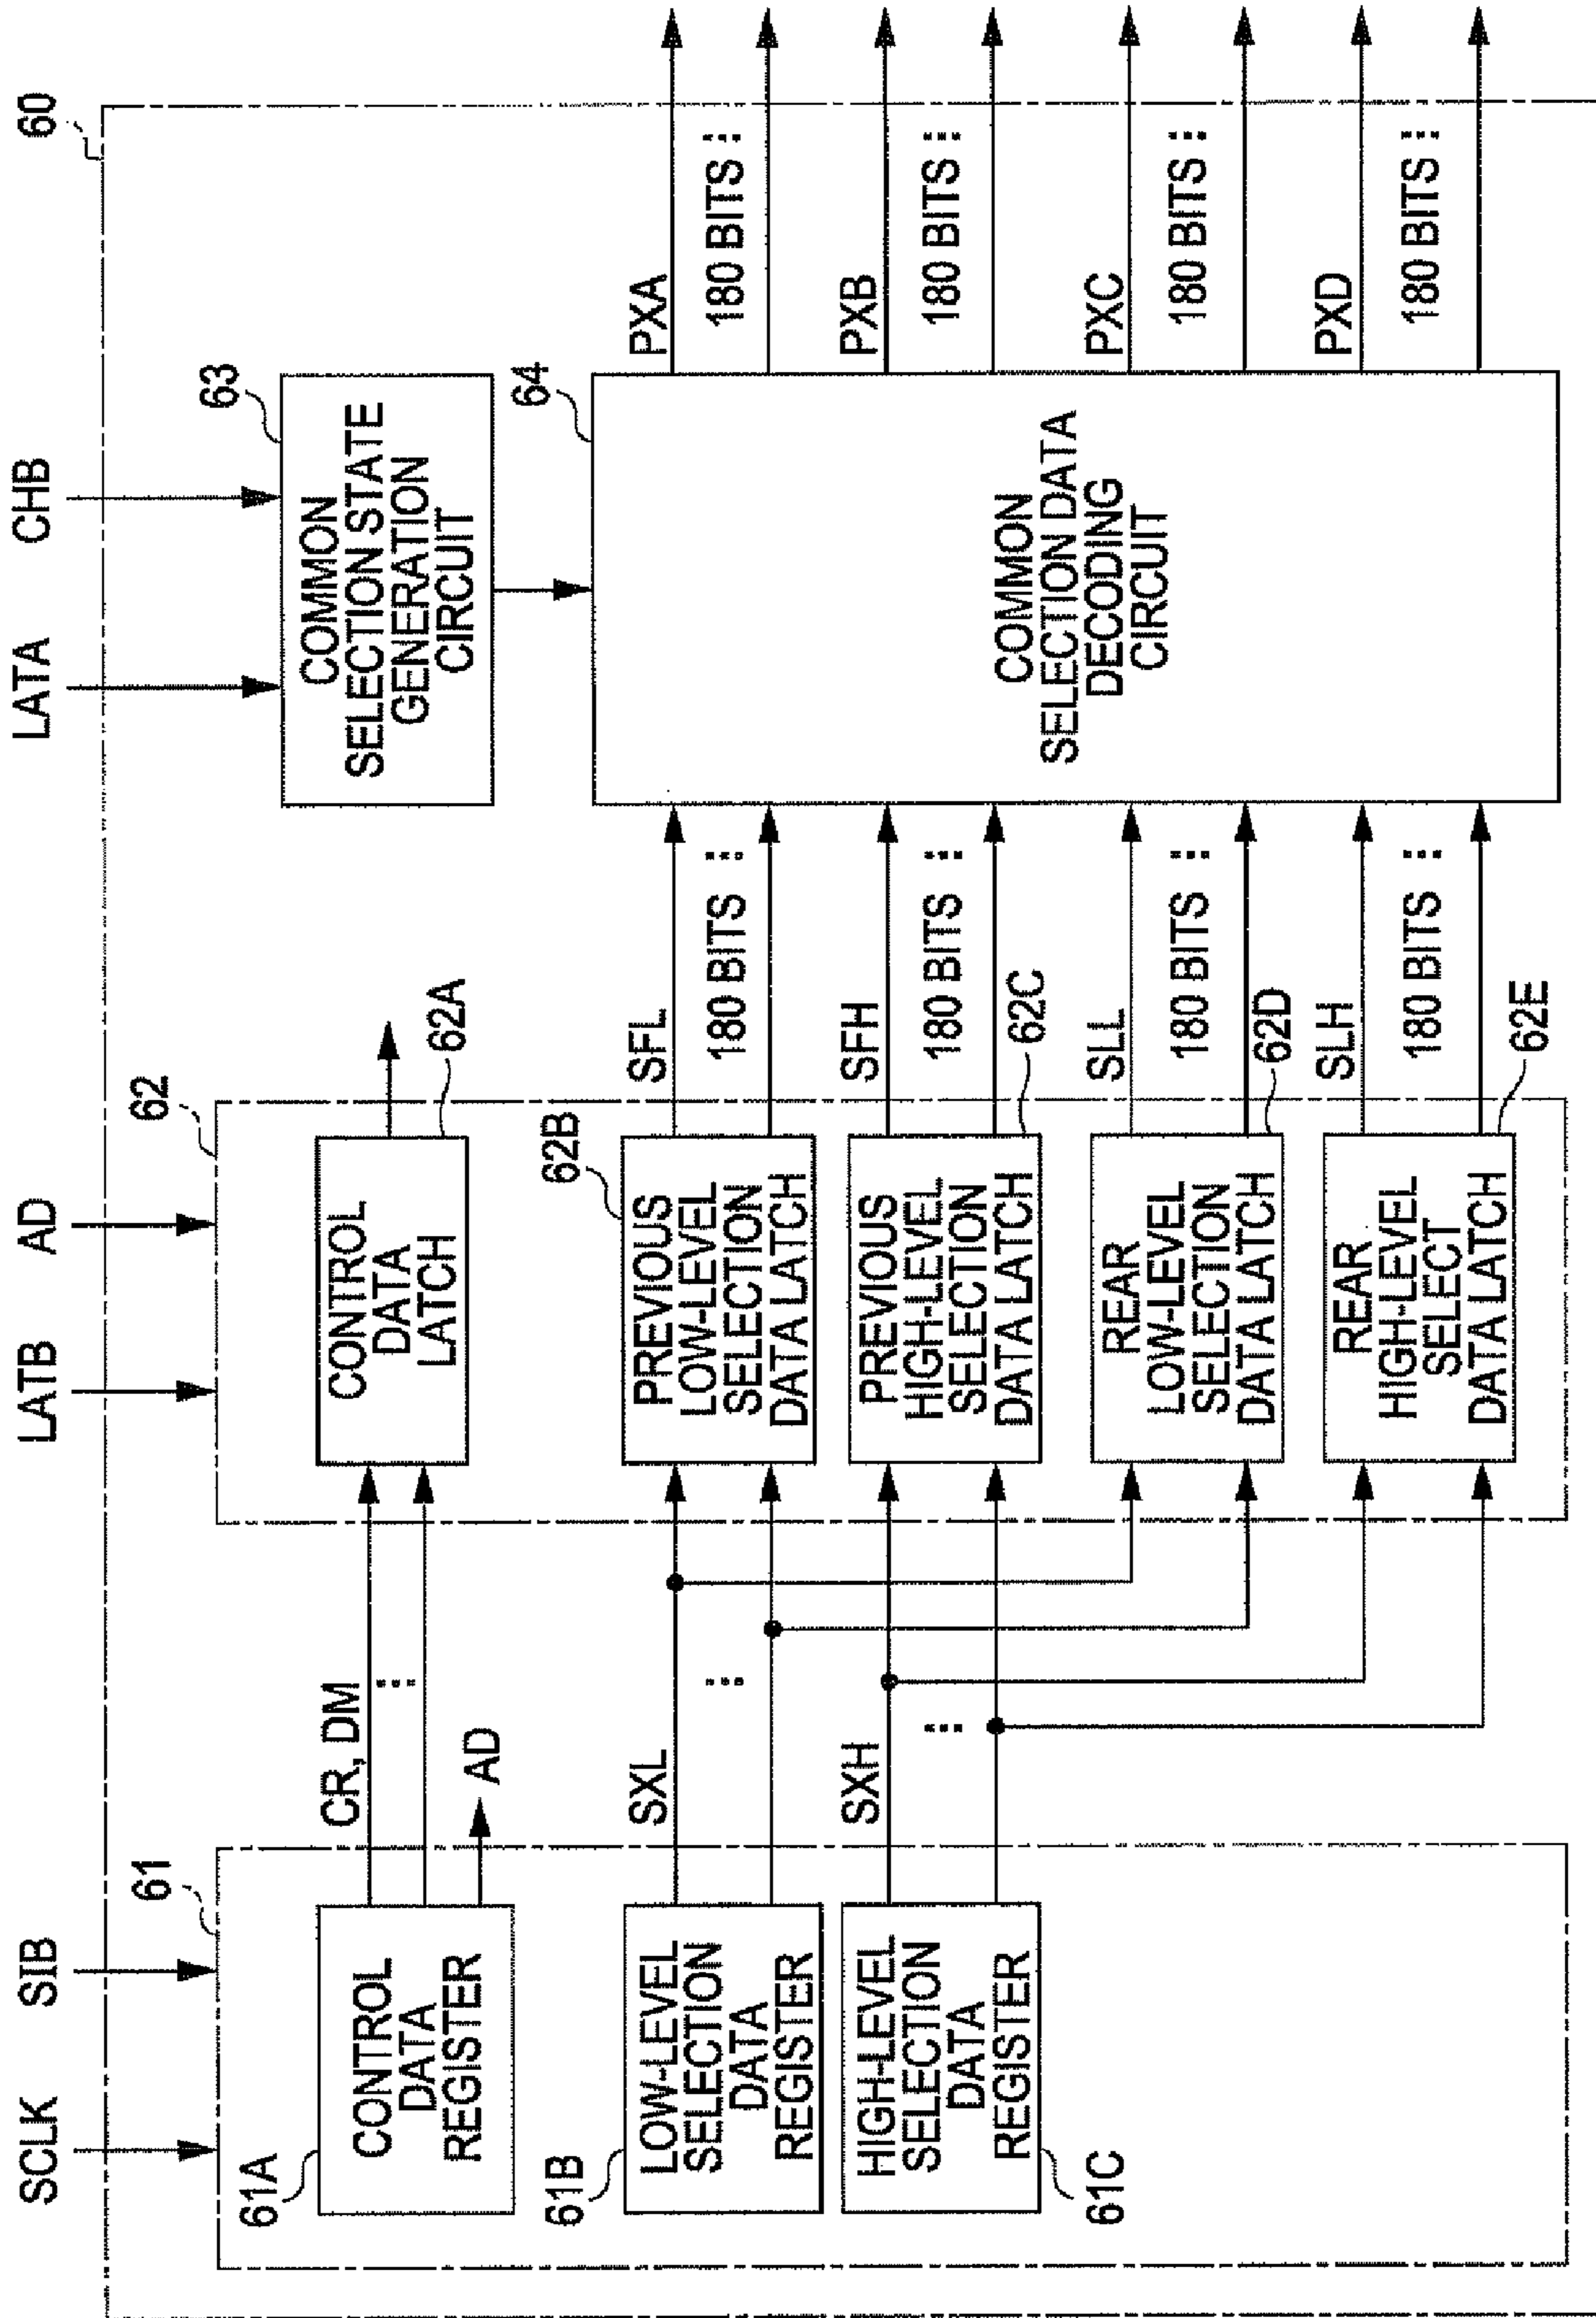 SCLK
SIB
LATB
AD
LATA
CHB
60
61
62
63
61A
CONTROL
DATA
REGISTER
CR, DM
AD
CONTROL
DATA
LATCH
62A
COMMON
SELECTION STATE
GENERATION
CIRCUIT
61B
LOW-LEVEL
SELECTION
DATA
REGISTER
SXL
62B
PREVIOUS
LOW-LEVEL
SELECTION
DATA LATCH
SFL
180 BITS
64
COMMON
SELECTION DATA
DECODING
CIRCUIT
PXA
180 BITS
61C
HIGH-LEVEL
SELECTION
DATA
REGISTER
SXH
PREVIOUS
HIGH-LEVEL
SELECTION
DATA LATCH
62C
SFH
180 BITS
PXB
180 BITS
REAR
LOW-LEVEL
SELECTION
DATA LATCH
62D
SLL
180 BITS
PXC
180 BITS
REAR
HIGH-LEVEL
SELECT
DATA LATCH
62E
SLH
180 BITS
PXD
180 BITS